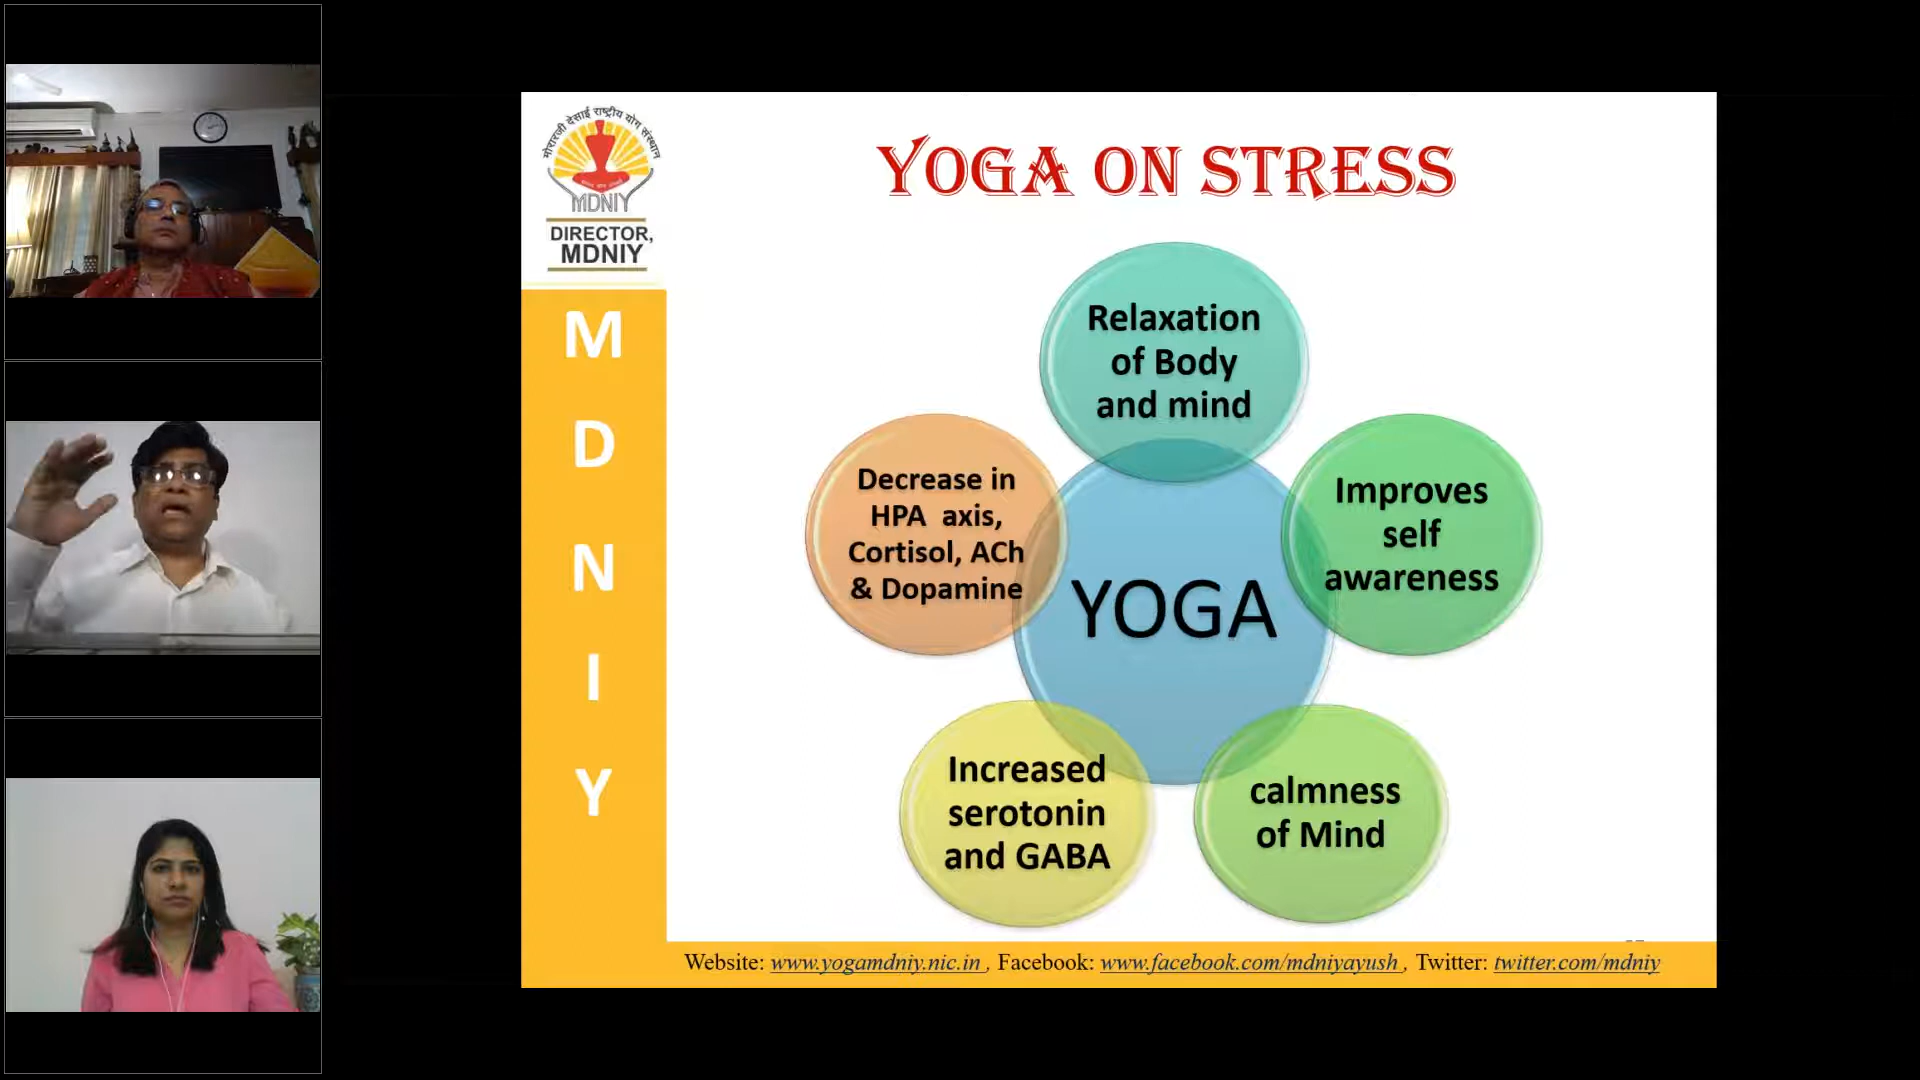 मोरारजी देसाई राष्ट्रीय योग संस्थान
MDNIY
DIRECTOR,
MDNIY
M
D
N
I
Y
YOGA ON STRESS
Relaxation
of Body
and mind
Decrease in
HPA axis,
Cortisol, ACh
& Dopamine
Improves
self
awareness
YOGA
Increased
serotonin
and GABA
calmness
of Mind
Website: www.yogamdniy.nic.in , Facebook: www.facebook.com/mdniyayush , Twitter: twitter.com/mdniy